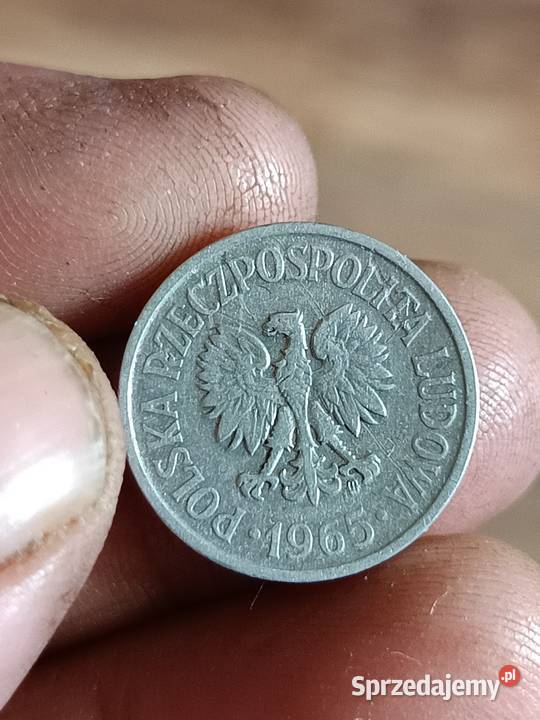 POLSKA RZECZPOSPOLITA LUDOWA
· 1965 ·
Sprzedajemy.pl